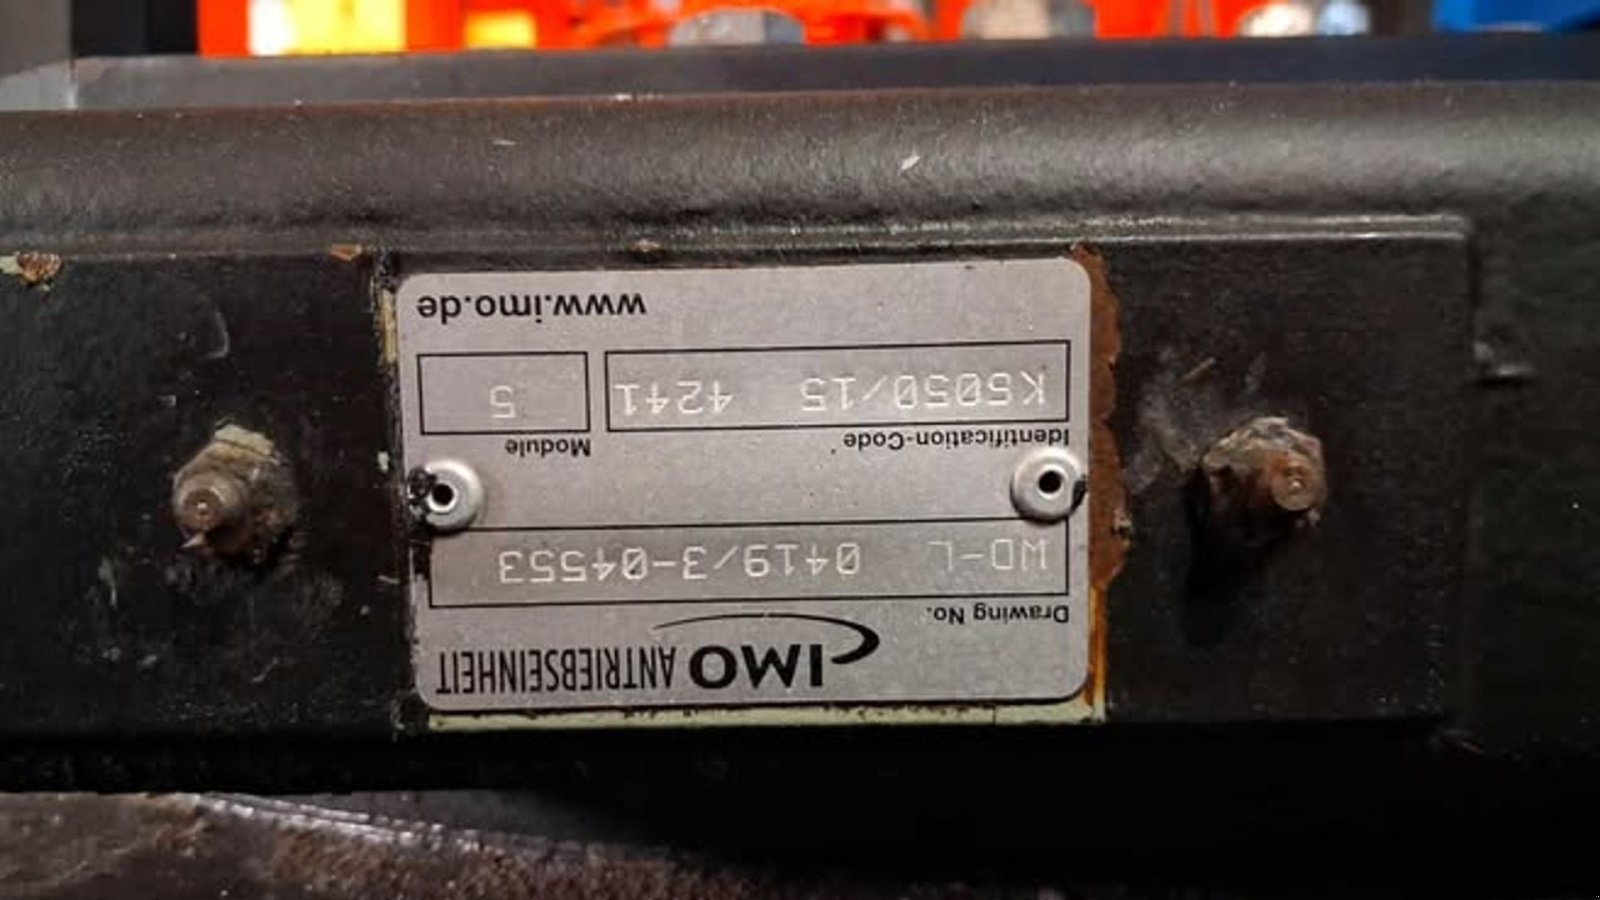 IMO ANTRIEBSEINHEIT
Drawing No.
WD-L 0419/3-04553
Identification-Code
Module
K5050/15 4241
5
www.imo.de